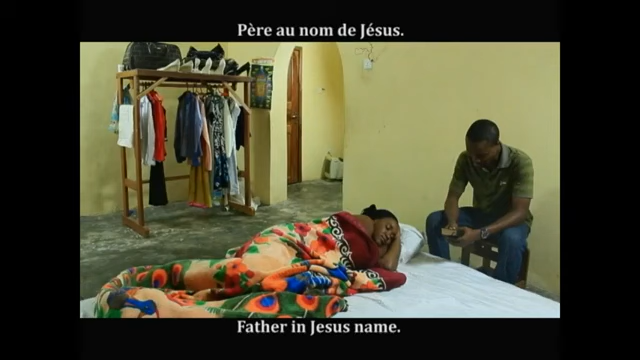 Père au nom de Jésus.
Father in Jesus name.